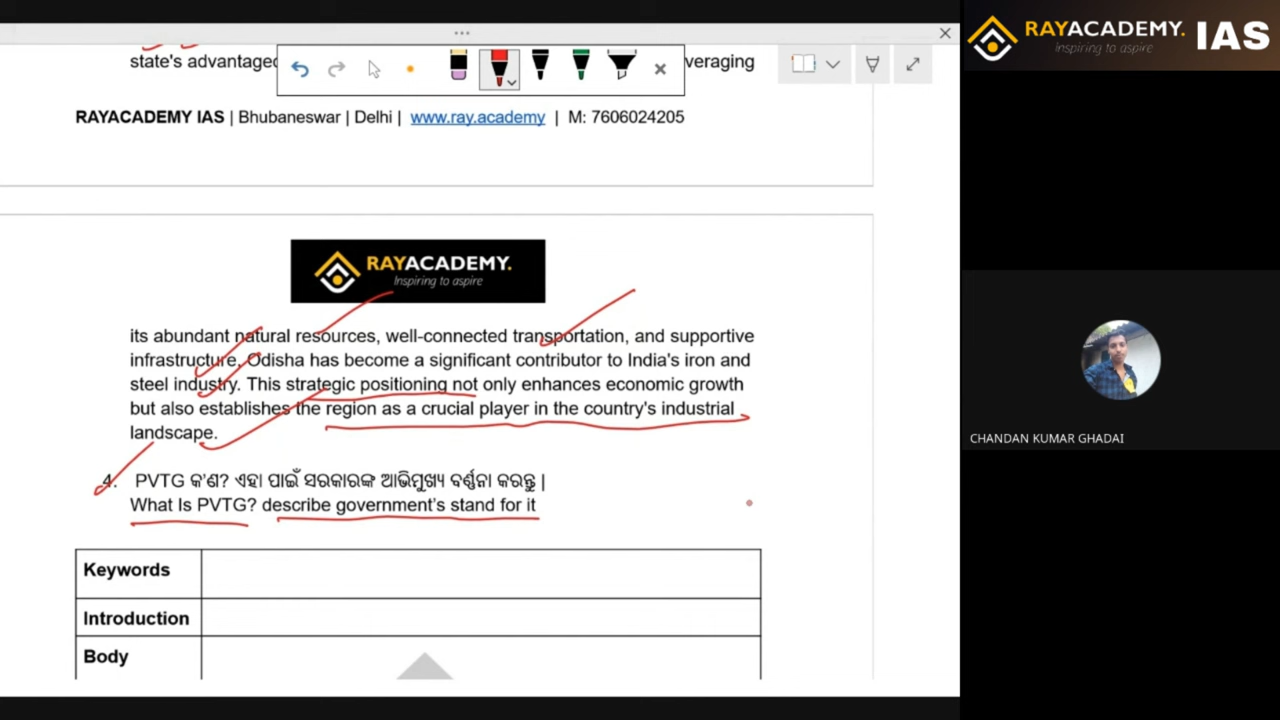 RAYACADEMY. IAS
Inspiring to aspire
state's advantaged veraging
RAYACADEMY IAS | Bhubaneswar | Delhi | www.ray.academy | M: 7606024205
RAYACADEMY.
Inspiring to aspire
its abundant natural resources, well-connected transportation, and supportive
infrastructure, Odisha has become a significant contributor to India's iron and
steel industry. This strategic positioning not only enhances economic growth
but also establishes the region as a crucial player in the country's industrial
landscape.
4. PVTG କ'ଣ? ଏହା ପାଇଁ ସରକାରଙ୍କ ଆଭିମୁଖ୍ୟ ବର୍ଣ୍ଣନା କରନ୍ତୁ |
What Is PVTG? describe government's stand for it
Keywords
Introduction
Body
CHANDAN KUMAR GHADAI